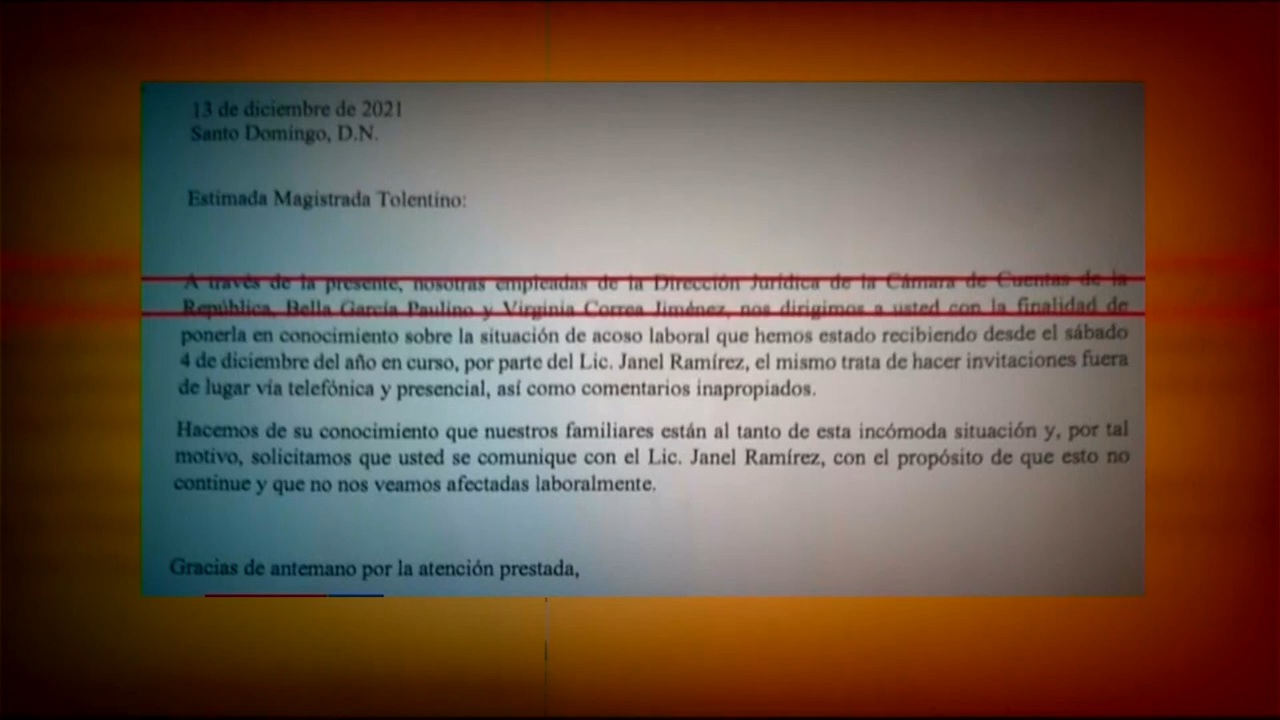 13 de diciembre de 2021
Santo Domingo, D.N.
Estimada Magistrada Tolentino:
A través de la presente, nosotras empleadas de la Dirección Jurídica de la Cámara de Cuentas de la
República, Bella García Paulino y Virginia Correa Jiménez, nos dirigimos a usted con la finalidad de
ponerla en conocimiento sobre la situación de acoso laboral que hemos estado recibiendo desde el sábado
4 de diciembre del año en curso, por parte del Lic. Janel Ramírez, el mismo trata de hacer invitaciones fuera
de lugar vía telefónica y presencial, así como comentarios inapropiados.
Hacemos de su conocimiento que nuestros familiares están al tanto de esta incómoda situación y, por tal
motivo, solicitamos que usted se comunique con el Lic. Janel Ramírez, con el propósito de que esto no
continue y que no nos veamos afectadas laboralmente.
Gracias de antemano por la atención prestada,